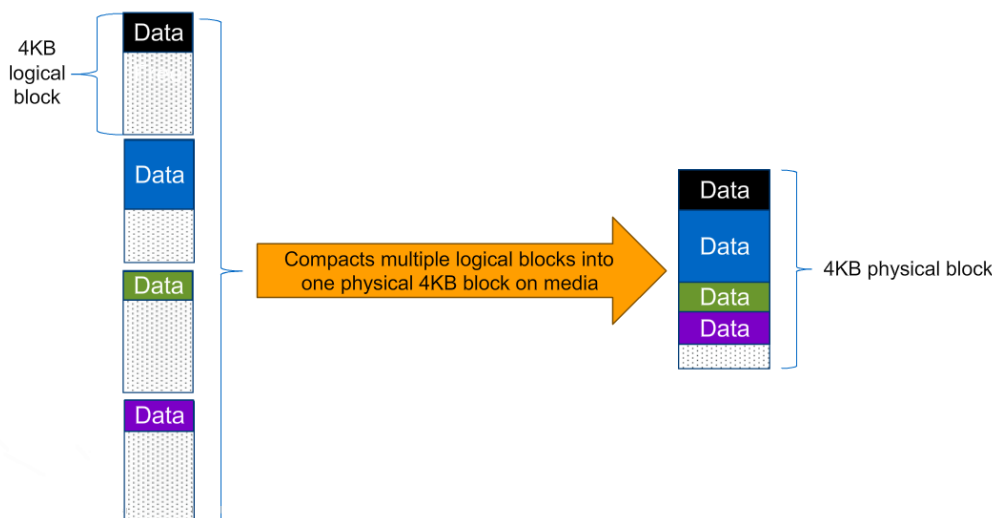 4KB
logical
block
Data
Data
Data
Data
Compacts multiple logical blocks into
one physical 4KB block on media
Data
Data
Data
Data
4KB physical block